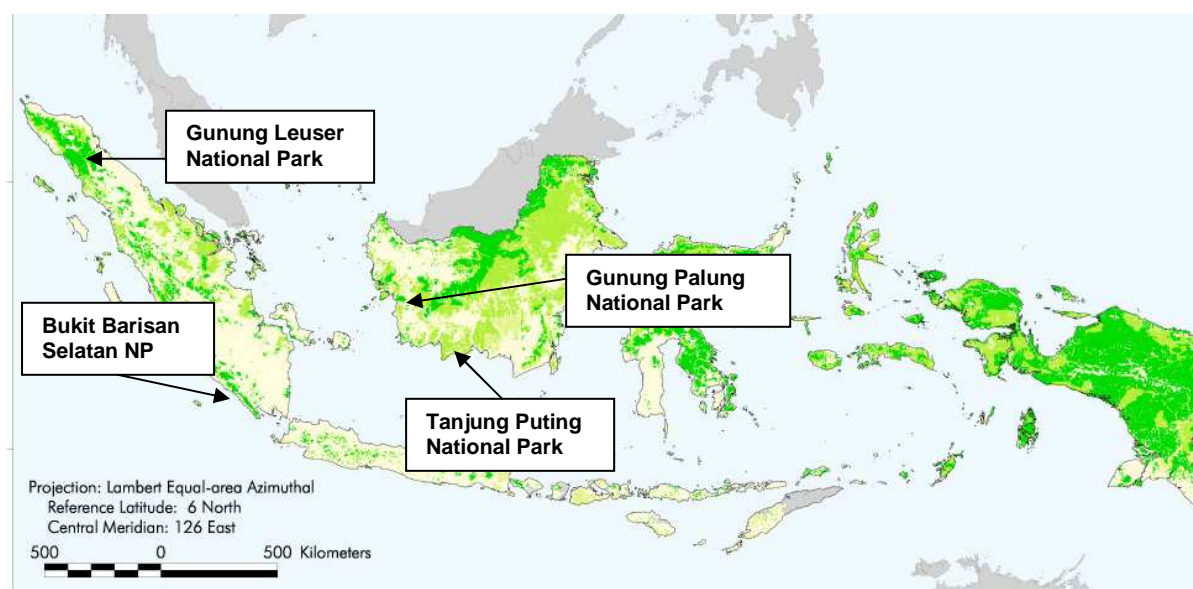 Gunung Leuser
National Park
Gunung Palung
National Park
Bukit Barisan
Selatan NP
Tanjung Puting
National Park
Projection: Lambert Equal-area Azimuthal
Reference Latitude: 6 North
Central Meridian: 126 East
500 0 500 Kilometers